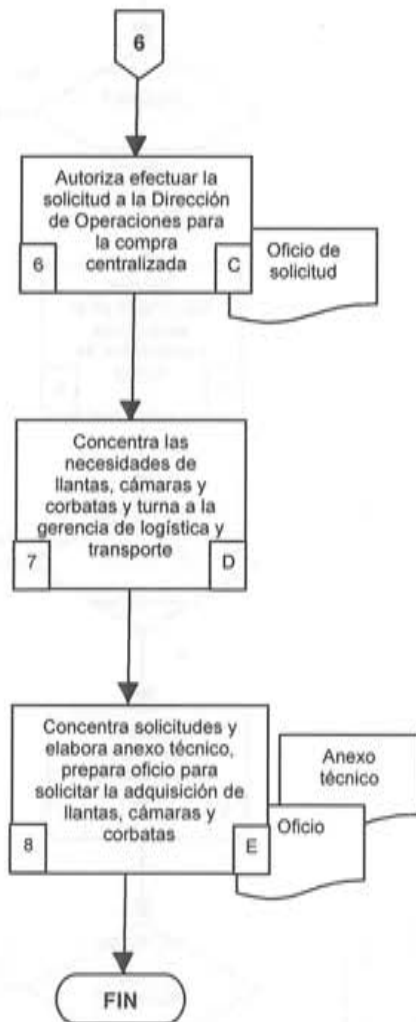 6
Autoriza efectuar la
solicitud a la Dirección
de Operaciones para
la compra
centralizada
6
C
Oficio de
solicitud
Concentra las
necesidades de
llantas, cámaras y
corbatas y turna a la
gerencia de logística y
transporte
7
D
Concentra solicitudes y
elabora anexo técnico,
prepara oficio para
solicitar la adquisición de
llantas, cámaras y
corbatas
8
E
Anexo
técnico
Oficio
FIN